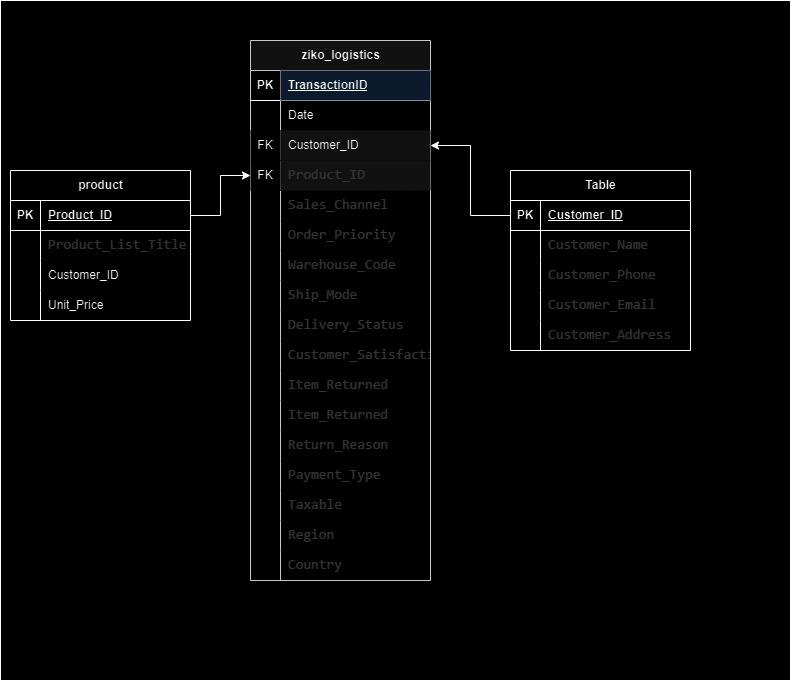 ziko_logistics
PK TransactionID
Date
FK Customer_ID
FK Product_ID
Sales_Channel
Order_Priority
Warehouse_Code
Ship_Mode
Delivery_Status
Customer_Satisfacti
Item_Returned
Item_Returned
Return_Reason
Payment_Type
Taxable
Region
Country
product
PK Product_ID
Product_List_Title
Customer_ID
Unit_Price
Table
PK Customer_ID
Customer_Name
Customer_Phone
Customer_Email
Customer_Address